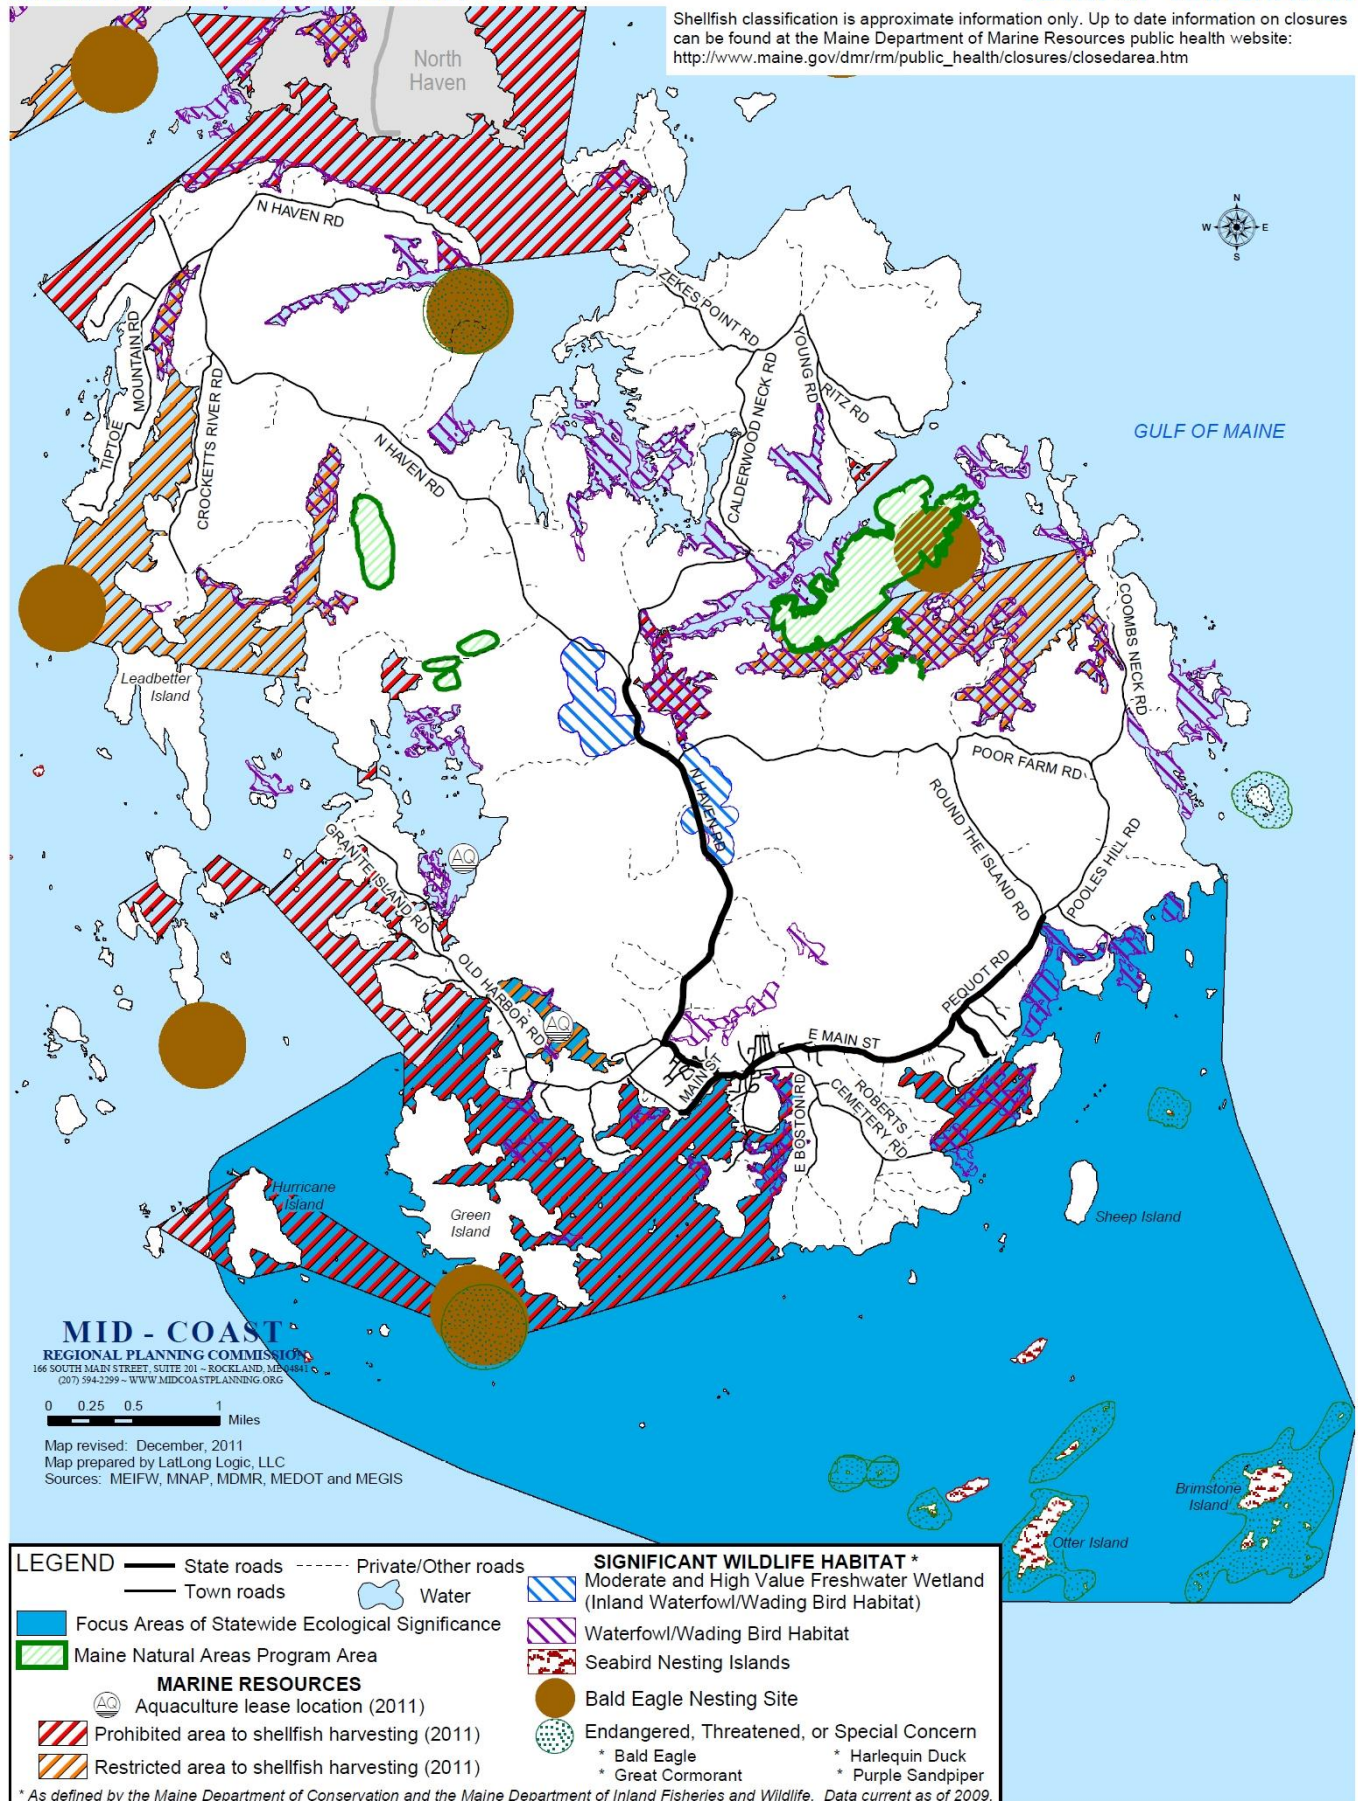 Shellfish classification is approximate information only. Up to date information on closures
can be found at the Maine Department of Marine Resources public health website:
http://www.maine.gov/dmr/rm/public_health/closures/closedarea.htm
North
Haven
N
W E
S
N HAVEN RD
ZEKES POINT RD
YOUNG RD
RITZ RD
CALDERWOOD NECK RD
TIPTOE MOUNTAIN RD
CROCKETTS RIVER RD
N HAVEN RD
GULF OF MAINE
COOMBS NECK RD
Leadbetter
Island
POOR FARM RD
N HAVEN RD
ROUND THE ISLAND RD
POOLES HILL RD
GRANITE ISLAND RD
AQ
OLD HARBOR RD
AQ
PEQUOT RD
E MAIN ST
MAIN ST
E BOSTON RD
ROBERTS
CEMETERY RD
Hurricane
Island
Green
Island
Sheep Island
MID - COAST
REGIONAL PLANNING COMMISSION
166 SOUTH MAIN STREET, SUITE 201 ~ ROCKLAND, ME 04841
(207) 594-2299 ~ WWW.MIDCOASTPLANNING.ORG
0 0.25 0.5 1
Miles
Map revised: December, 2011
Map prepared by LatLong Logic, LLC
Sources: MEIFW, MNAP, MDMR, MEDOT and MEGIS
Brimstone
Island
Otter Island
LEGEND
State roads
Private/Other roads
Town roads
Water
Focus Areas of Statewide Ecological Significance
Maine Natural Areas Program Area
MARINE RESOURCES
AQ Aquaculture lease location (2011)
Prohibited area to shellfish harvesting (2011)
Restricted area to shellfish harvesting (2011)
SIGNIFICANT WILDLIFE HABITAT *
Moderate and High Value Freshwater Wetland
(Inland Waterfowl/Wading Bird Habitat)
Waterfowl/Wading Bird Habitat
Seabird Nesting Islands
Bald Eagle Nesting Site
Endangered, Threatened, or Special Concern
* Bald Eagle * Harlequin Duck
* Great Cormorant * Purple Sandpiper
* As defined by the Maine Department of Conservation and the Maine Department of Inland Fisheries and Wildlife. Data current as of 2009.